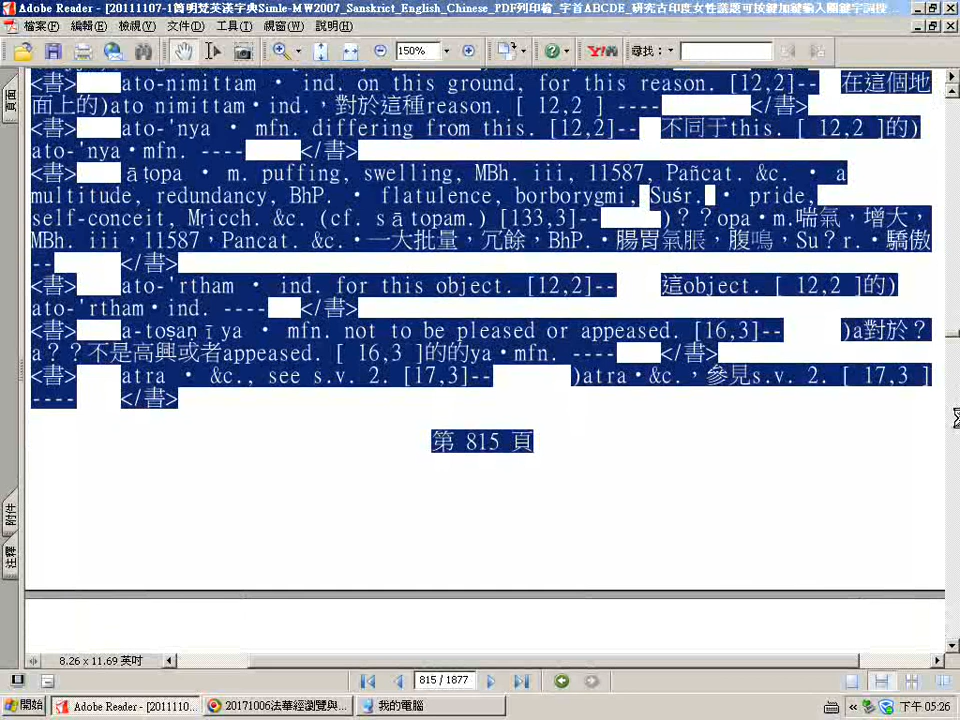 Adobe Reader - [20111107-1簡明梵英漢字典Simle-MW2007_Sanskrict_English_Chinese_PDF列印檔_字首ABCDE_研究古印度女性議題可按鍵加鍵輸入關鍵字詞搜
檔案(F) 編輯(E) 檢視(V) 文件(D) 工具(T) 視窗(W) 說明(H)
150% 尋找：
頁面
<書> ato-nimittam • ind. on this ground, for this reason. [12,2]-- 在這個地
面上的)ato nimittam•ind.，對於這種reason. [ 12,2 ] ---- </書>
<書> ato-'nya • mfn. differing from this. [12,2]-- 不同于this. [ 12,2 ]的)
ato-'nya•mfn. ---- </書>
<書> āṭopa • m. puffing, swelling, MBh. iii, 11587, Pañcat. &c. • a
multitude, redundancy, BhP. • flatulence, borborygmi, Suśr. • pride,
self-conceit, Mṛicch. &c. (cf. sāṭopam.) [133,3]-- )？？opa•m.喘氣，增大，
MBh. iii，11587，Pancat. &c.•一大批量，冗餘，BhP.•腸胃氣脹，腹鳴，Su？r.•驕傲
-- </書>
<書> ato-'rtham • ind. for this object. [12,2]-- 這object. [ 12,2 ]的)
ato-'rtham•ind. ---- </書>
<書> a-toṣaṇīya • mfn. not to be pleased or appeased. [16,3]-- )a對於？
a？？不是高興或者appeased. [ 16,3 ]的的ya•mfn. ---- </書>
<書> atra • &c., see s.v. 2. [17,3]-- )atra•&c.，參見s.v. 2. [ 17,3 ]
---- </書>
第 815 頁
附件
注釋
8.26 x 11.69 英吋
815 / 1877
開始 Adobe Reader - [2011110... 20171006法華經瀏覽與... 我的電腦 下午 05:26